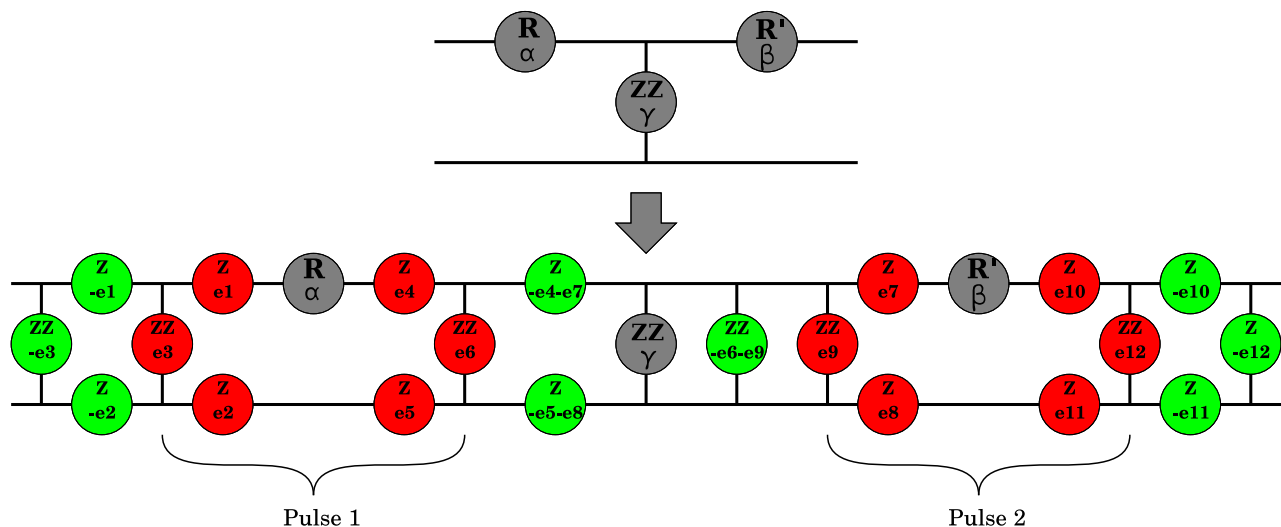 R
α
R'
β
ZZ
γ
Z
-e1
Z
e1
R
α
Z
e4
Z
-e4-e7
Z
e7
R'
β
Z
e10
Z
-e10
ZZ
-e3
ZZ
e3
ZZ
e6
ZZ
γ
ZZ
-e6-e9
ZZ
e9
ZZ
e12
Z
-e12
Z
-e2
Z
e2
Z
e5
Z
-e5-e8
Z
e8
Z
e11
Z
-e11
Pulse 1
Pulse 2